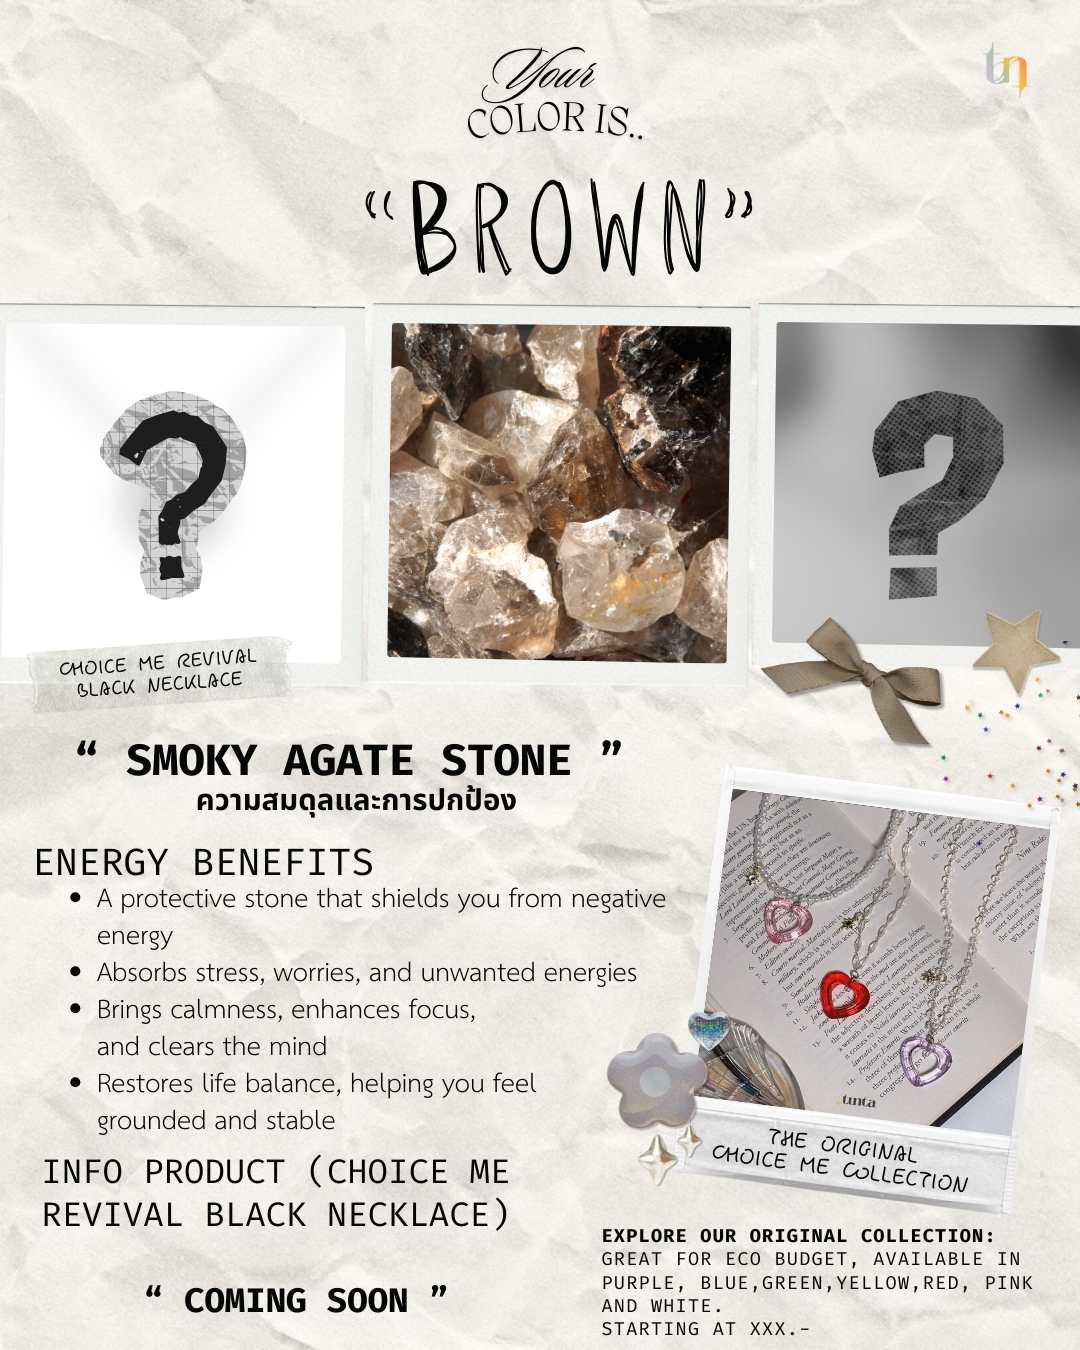 Your
COLOR IS..
“BROWN”
tn
CHOICE ME REVIVAL
BLACK NECKLACE
“ SMOKY AGATE STONE ”
ความสมดุลและการปกป้อง
ENERGY BENEFITS
• A protective stone that shields you from negative
energy
• Absorbs stress, worries, and unwanted energies
• Brings calmness, enhances focus,
and clears the mind
• Restores life balance, helping you feel
grounded and stable
INFO PRODUCT (CHOICE ME
REVIVAL BLACK NECKLACE)
“ COMING SOON ”
.tunta
THE ORIGINAL
CHOICE ME COLLECTION
EXPLORE OUR ORIGINAL COLLECTION:
GREAT FOR ECO BUDGET, AVAILABLE IN
PURPLE, BLUE,GREEN,YELLOW,RED, PINK
AND WHITE.
STARTING AT XXX.-